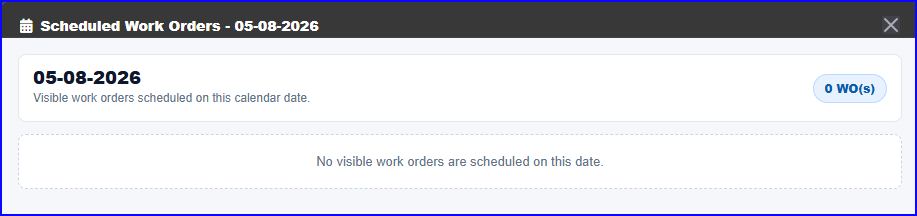 Scheduled Work Orders - 05-08-2026
05-08-2026
Visible work orders scheduled on this calendar date.
0 WO(s)
No visible work orders are scheduled on this date.